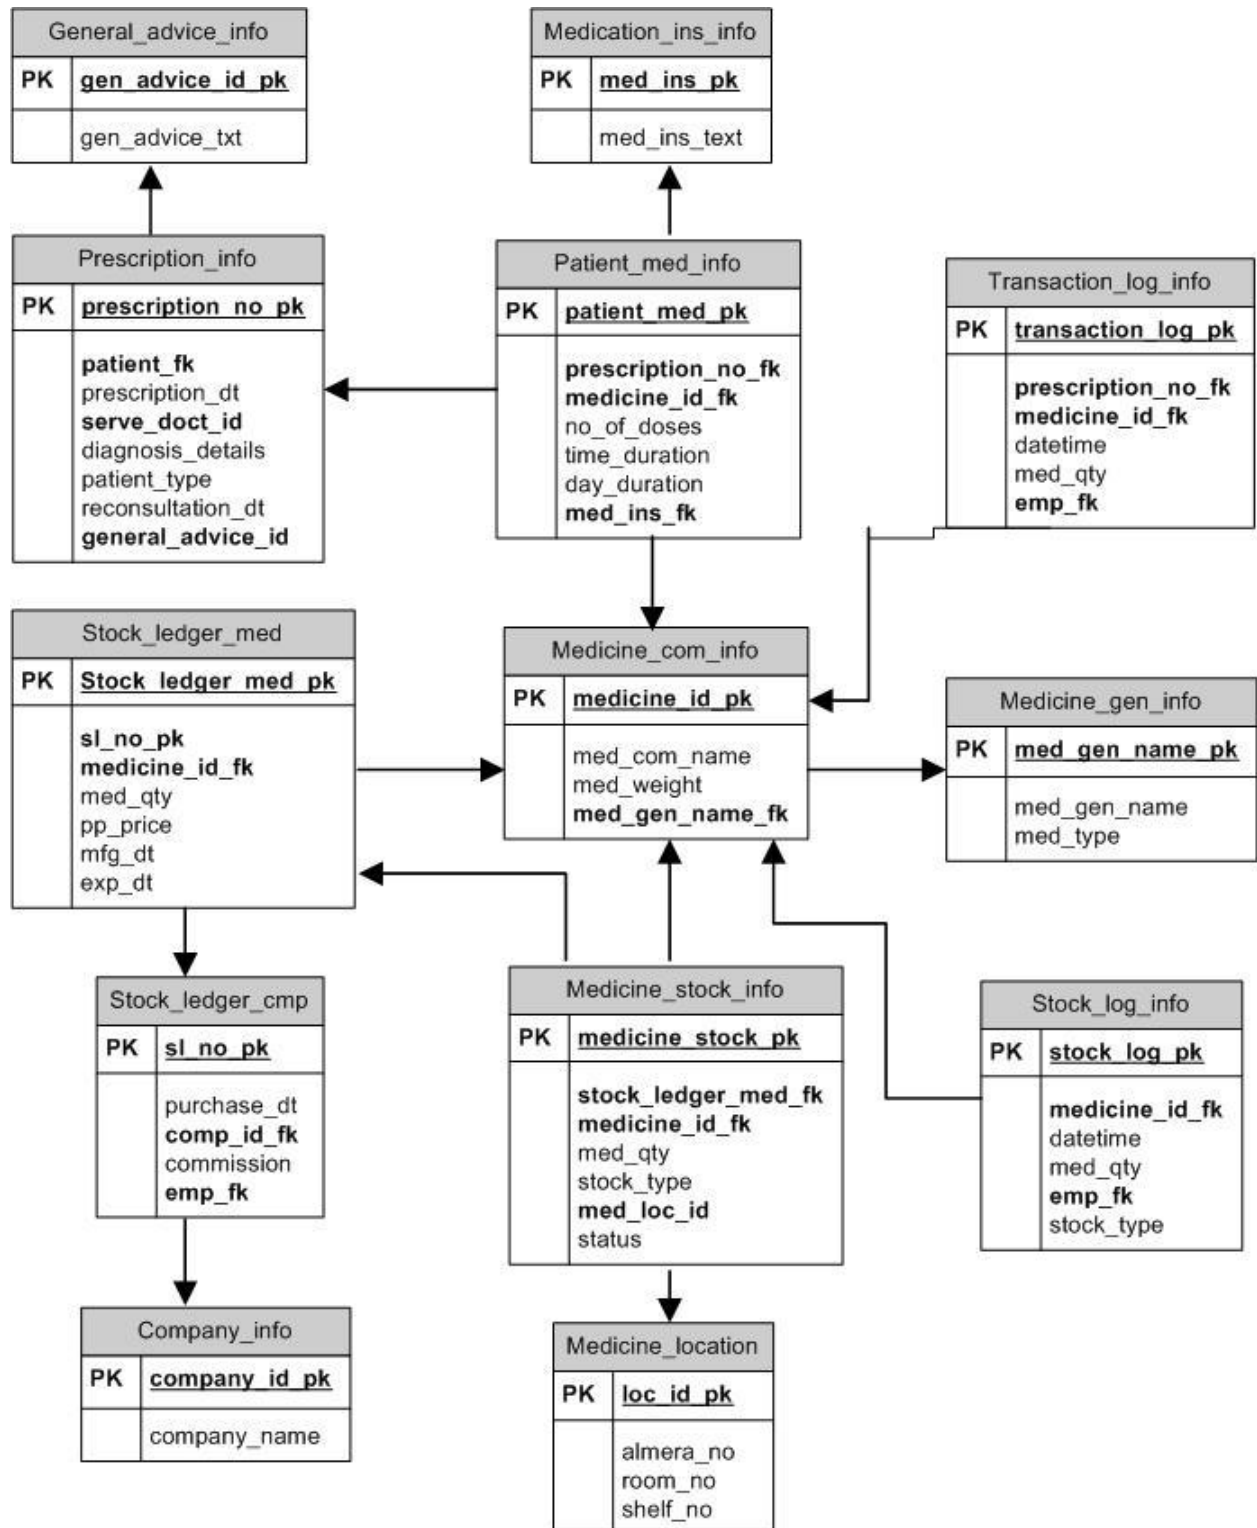 General_advice_info
PK gen_advice_id_pk
gen_advice_txt
Medication_ins_info
PK med_ins_pk
med_ins_text
Prescription_info
PK prescription_no_pk
patient_fk
prescription_dt
serve_doct_id
diagnosis_details
patient_type
reconsultation_dt
general_advice_id
Patient_med_info
PK patient_med_pk
prescription_no_fk
medicine_id_fk
no_of_doses
time_duration
day_duration
med_ins_fk
Transaction_log_info
PK transaction_log_pk
prescription_no_fk
medicine_id_fk
datetime
med_qty
emp_fk
Stock_ledger_med
PK Stock_ledger_med_pk
sl_no_pk
medicine_id_fk
med_qty
pp_price
mfg_dt
exp_dt
Medicine_com_info
PK medicine_id_pk
med_com_name
med_weight
med_gen_name_fk
Medicine_gen_info
PK med_gen_name_pk
med_gen_name
med_type
Stock_ledger_cmp
PK sl_no_pk
purchase_dt
comp_id_fk
commission
emp_fk
Medicine_stock_info
PK medicine_stock_pk
stock_ledger_med_fk
medicine_id_fk
med_qty
stock_type
med_loc_id
status
Stock_log_info
PK stock_log_pk
medicine_id_fk
datetime
med_qty
emp_fk
stock_type
Company_info
PK company_id_pk
company_name
Medicine_location
PK loc_id_pk
almera_no
room_no
shelf_no